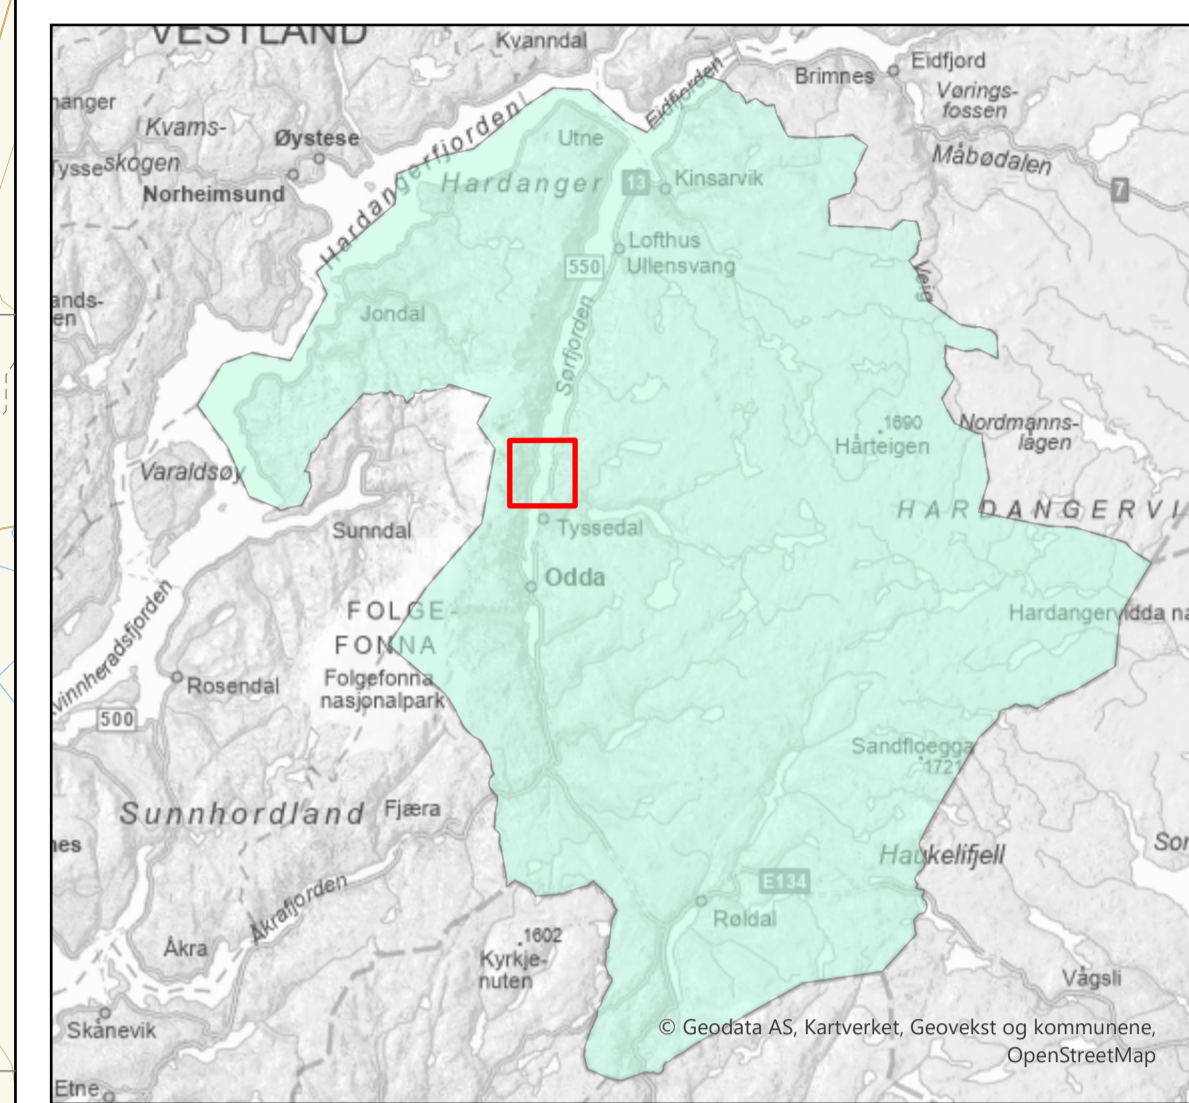 VESTLAND
Kvanndal
Eidfjord
Brimnes
Vørings-
fossen
Eidfjorden
Kvams-
skogen
Øystese
Tysse
Norheimsund
Hardangerfjorden
Utne
Hardanger
13
Kinsarvik
Måbødalen
7
Lofthus
Ullensvang
550
Veig
Jondal
Sørfjorden
1690
Hårteigen
Nordmanns-
lågen
Varaldsøy
Sunndal
HARDANGERVI
Tyssedal
Odda
FOLGE-
FONNA
Folgefonna
nasjonalpark
Hardangervidda na
Kvinnheradsfjorden
Rosendal
500
Sandfloegga
1721
Sunnhordland
Fjæra
Haukelifjell
E134
Åkrafjorden
Røldal
Åkra
1602
Kyrkje-
nuten
Vågsli
Skånevik
© Geodata AS, Kartverket, Geovekst og kommunene,
OpenStreetMap
Etne